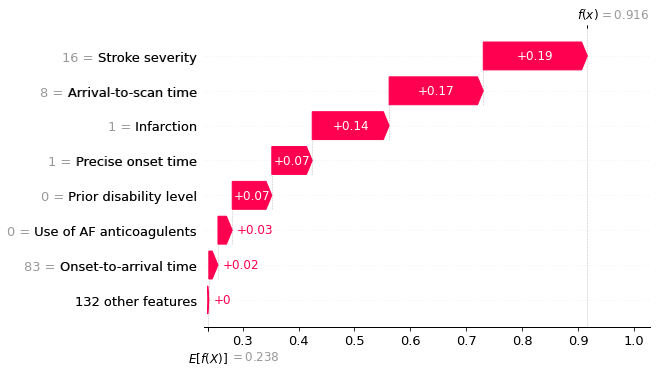 f(x) = 0.916
16 = Stroke severity
+0.19
8 = Arrival-to-scan time
+0.17
1 = Infarction
+0.14
1 = Precise onset time
+0.07
0 = Prior disability level
+0.07
0 = Use of AF anticoagulents
+0.03
83 = Onset-to-arrival time
+0.02
132 other features
+0
0.3 0.4 0.5 0.6 0.7 0.8 0.9 1.0
E[f(X)] = 0.238